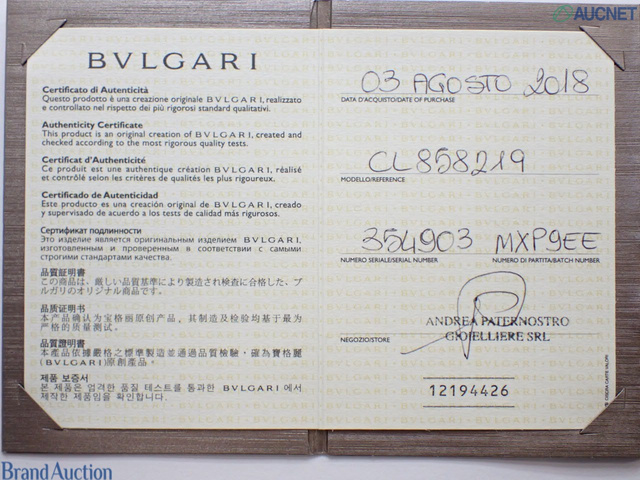 AUCNET
BVLGARI
Certificato di Autenticità
Questo prodotto è una creazione originale BVLGARI, realizzato
e controllato nel rispetto dei più rigorosi standard qualitativi.
Authenticity Certificate
This product is an original creation of BVLGARI, created and
checked according to the most rigorous quality tests.
Certificat d'Authenticité
Ce produit est une authentique création BVLGARI, réalisé
et contrôlé selon les critères de qualités les plus rigoureux.
Certificado de Autenticidad
Este producto es una creación original de BVLGARI, creado
y supervisado de acuerdo a los tests de calidad más rigurosos.
Сертификат подлинности
Это изделие является оригинальным изделием BVLGARI,
изготовленным и проверенным в соответствии с самыми
строгими стандартами качества.
品質証明書
この商品は、厳しい品質基準により製造され検査に合格した、ブ
ルガリのオリジナル商品です。
品质证明书
本产品确认为宝格丽原创产品，其制造及检验均基于最为
严格的质量测试。
品質證明書
本產品依據嚴格之標準製造並通過品質檢驗，確為寶格麗
(BVLGARI)原創產品。
제품 보증서
본 제품은 엄격한 품질 테스트를 통과한 BVLGARI 에서
제작한 제품임을 확인합니다.
03 AGOSTO 2018
DATA D'ACQUISTO/DATE OF PURCHASE
CL858219
MODELLO/REFERENCE
354903 MXP9EE
NUMERO SERIALE/SERIAL NUMBER NUMERO DI PARTITA/BATCH NUMBER
ANDREA PATERNOSTRO
NEGOZIO/STORE GIOIELLIERE SRL
12194426
Brand Auction